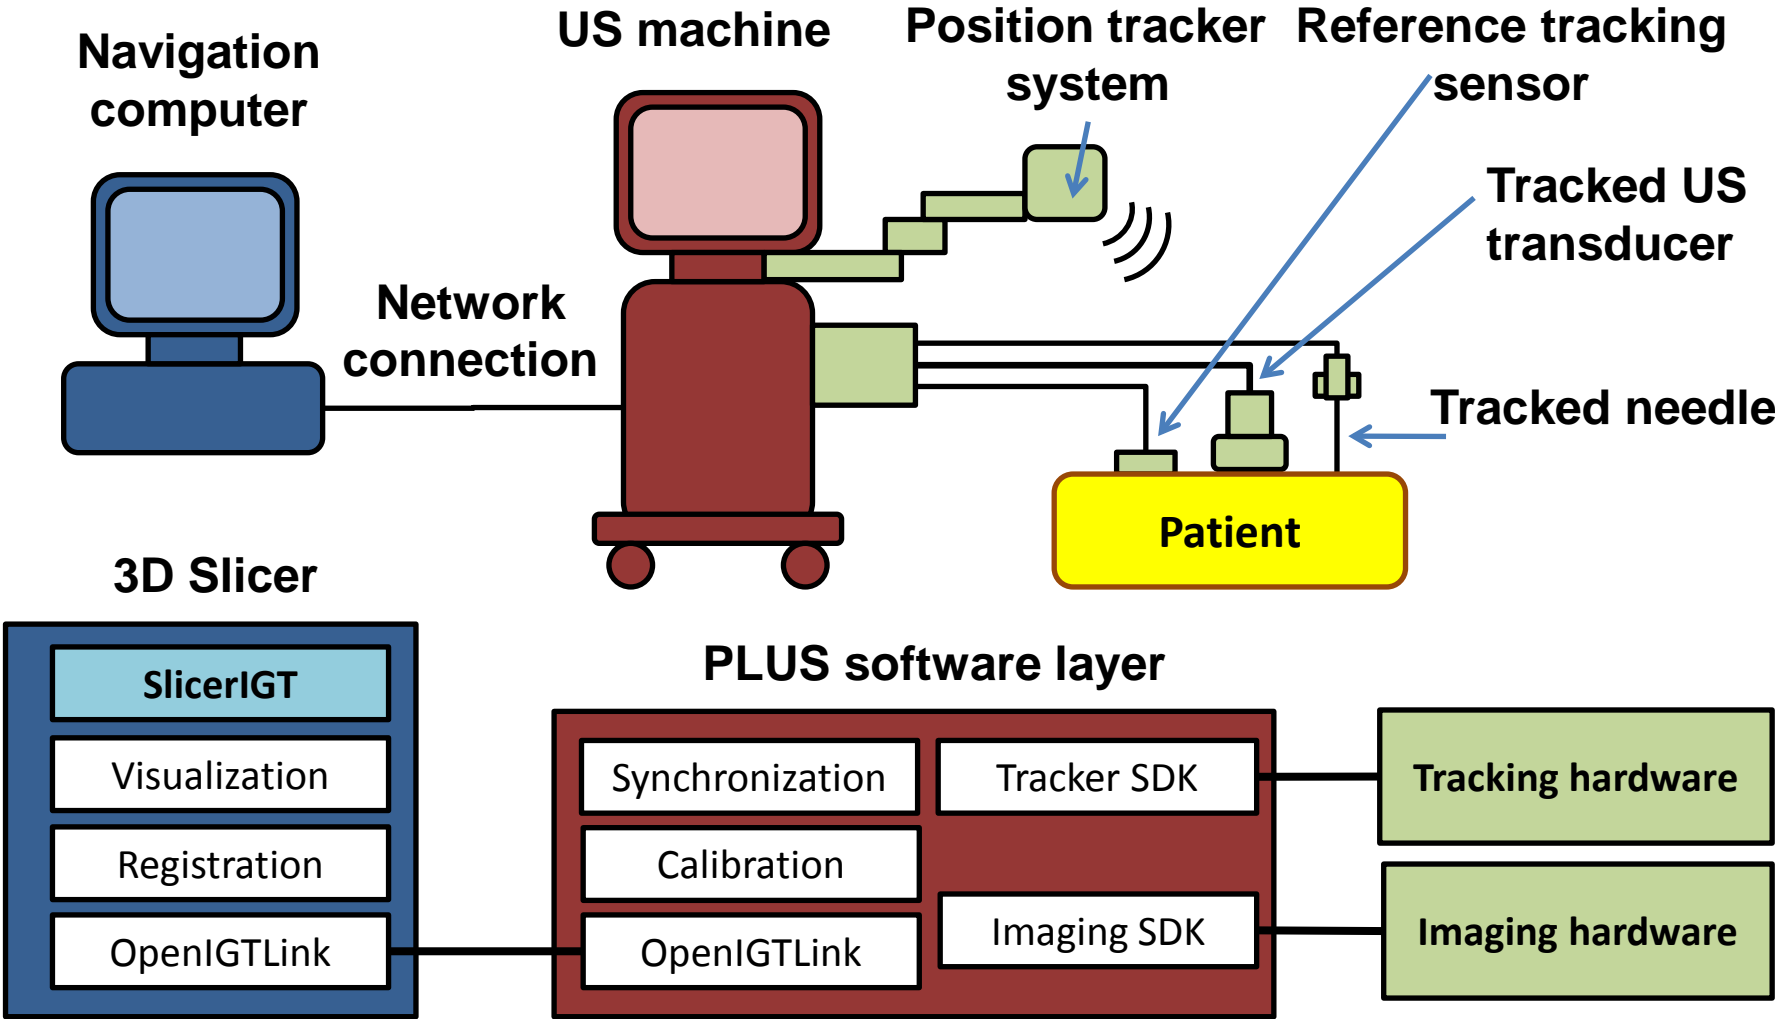 Navigation
computer
US machine
Position tracker
system
Reference tracking
sensor
Tracked US
transducer
Network
connection
Tracked needle
Patient
3D Slicer
SlicerIGT
Visualization
Registration
OpenIGTLink
PLUS software layer
Synchronization
Calibration
OpenIGTLink
Tracker SDK
Imaging SDK
Tracking hardware
Imaging hardware